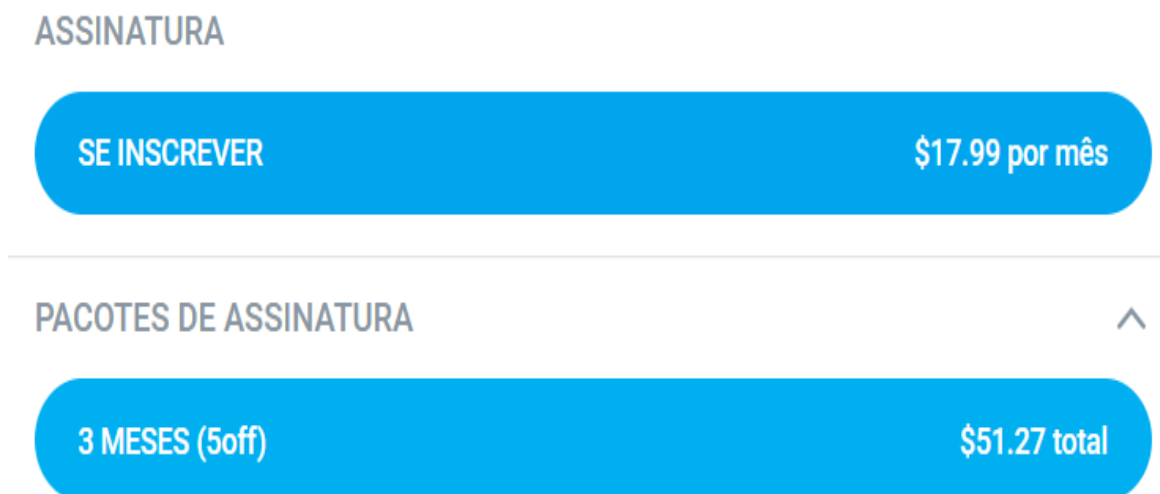 ASSINATURA
SE INSCREVER $17.99 por mês
PACOTES DE ASSINATURA
3 MESES (5off) $51.27 total